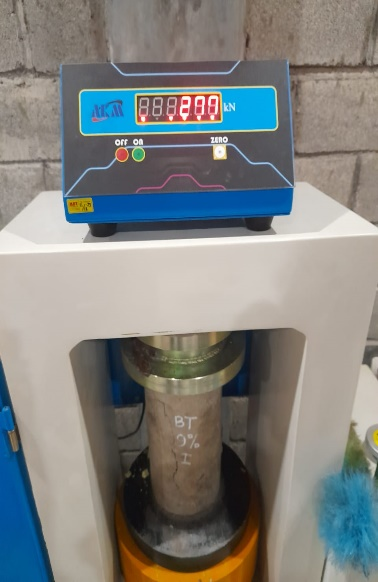 277 kN
OFF ON
ZERO
BT
0%
I